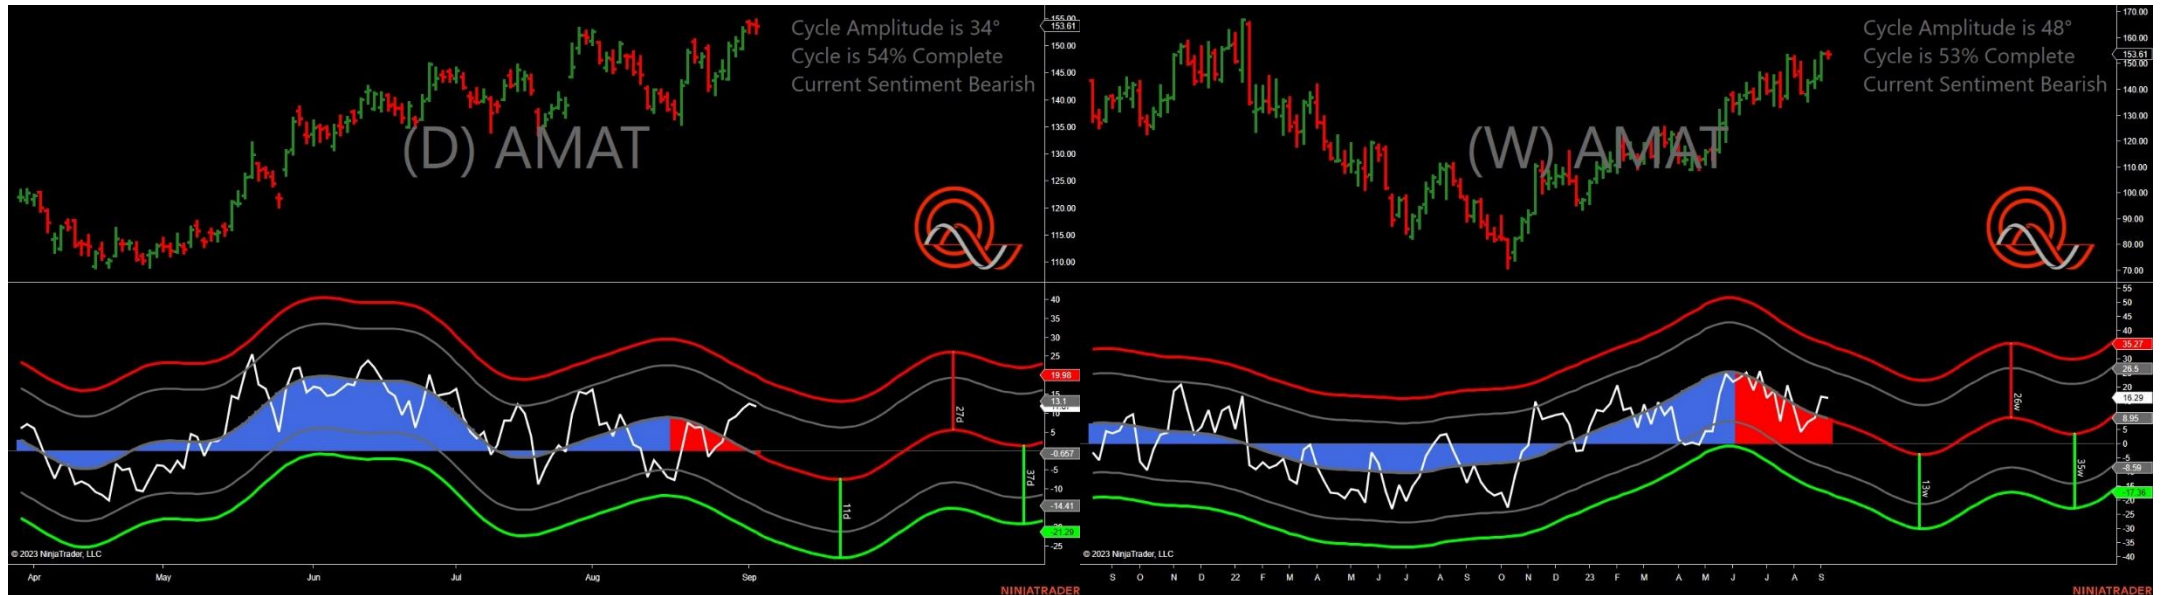 Cycle Amplitude is 34°
Cycle is 54% Complete
Current Sentiment Bearish
(D) AMAT
155.00
153.61
150.00
145.00
140.00
135.00
130.00
125.00
120.00
115.00
110.00
40
35
30
25
19.98
15
13.1
5
-0.657
-5
-10
-14.41
-21.29
-25
27d
11d
37d
© 2023 NinjaTrader, LLC
Apr May Jun Jul Aug Sep
NINJATRADER
Cycle Amplitude is 48°
Cycle is 53% Complete
Current Sentiment Bearish
(W) AMAT
170.00
160.00
153.61
150.00
140.00
130.00
120.00
110.00
100.00
90.00
80.00
70.00
55
50
45
40
35.27
30
26.5
20
16.29
8.95
5
0
-8.59
-17.36
-25
-30
-35
-40
26w
13w
35w
© 2023 NinjaTrader, LLC
S O N D 22 F M A M J J A S O N D 23 F M A M J J A S
NINJATRADER